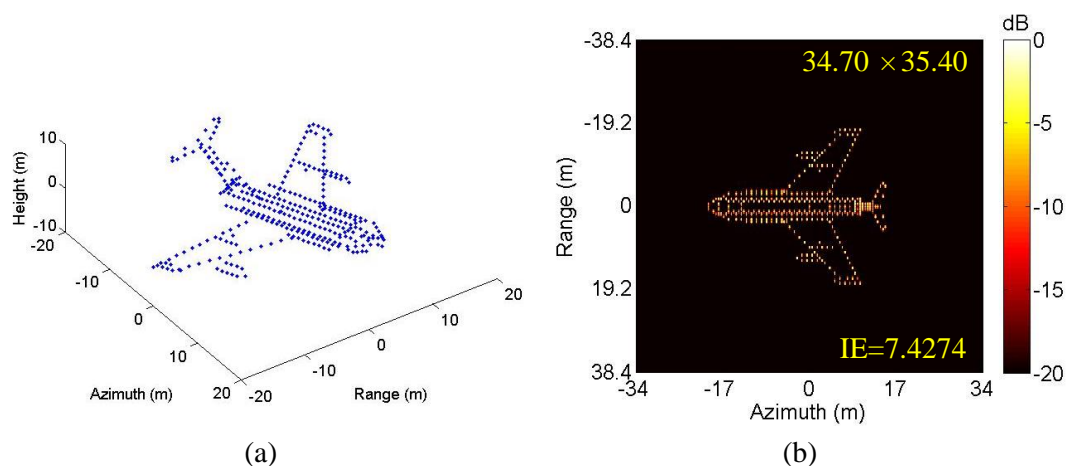 10
0
-10
Height (m)
-20
-10
0
10
20
Azimuth (m)
-20
-10
0
10
20
Range (m)
(a)
-38.4
-19.2
0
19.2
38.4
Range (m)
-34
-17
0
17
34
Azimuth (m)
34.70 × 35.40
IE=7.4274
dB
0
-5
-10
-15
-20
(b)